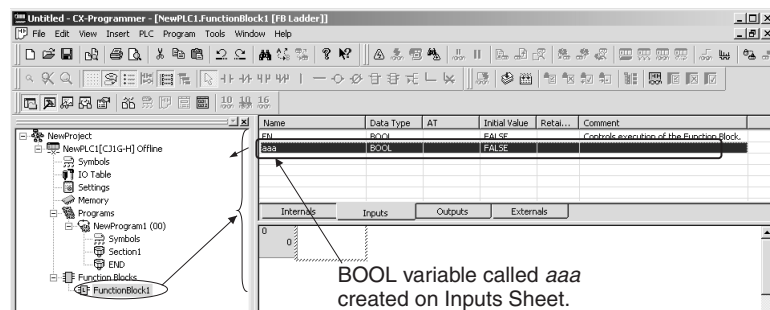 Untitled - CX-Programmer - [NewPLC1.FunctionBlock1 [FB Ladder]]
File Edit View Insert PLC Program Tools Window Help
10 10 16
NewProject
NewPLC1[CJ1G-H] Offline
Symbols
IO Table
Settings
Memory
Programs
NewProgram1 (00)
Symbols
Section1
END
Function Blocks
FunctionBlock1
Name Data Type AT Initial Value Retai... Comment
EN BOOL FALSE Controls execution of the Function Block.
aaa BOOL FALSE
Internals Inputs Outputs Externals
0
0
BOOL variable called aaa
created on Inputs Sheet.